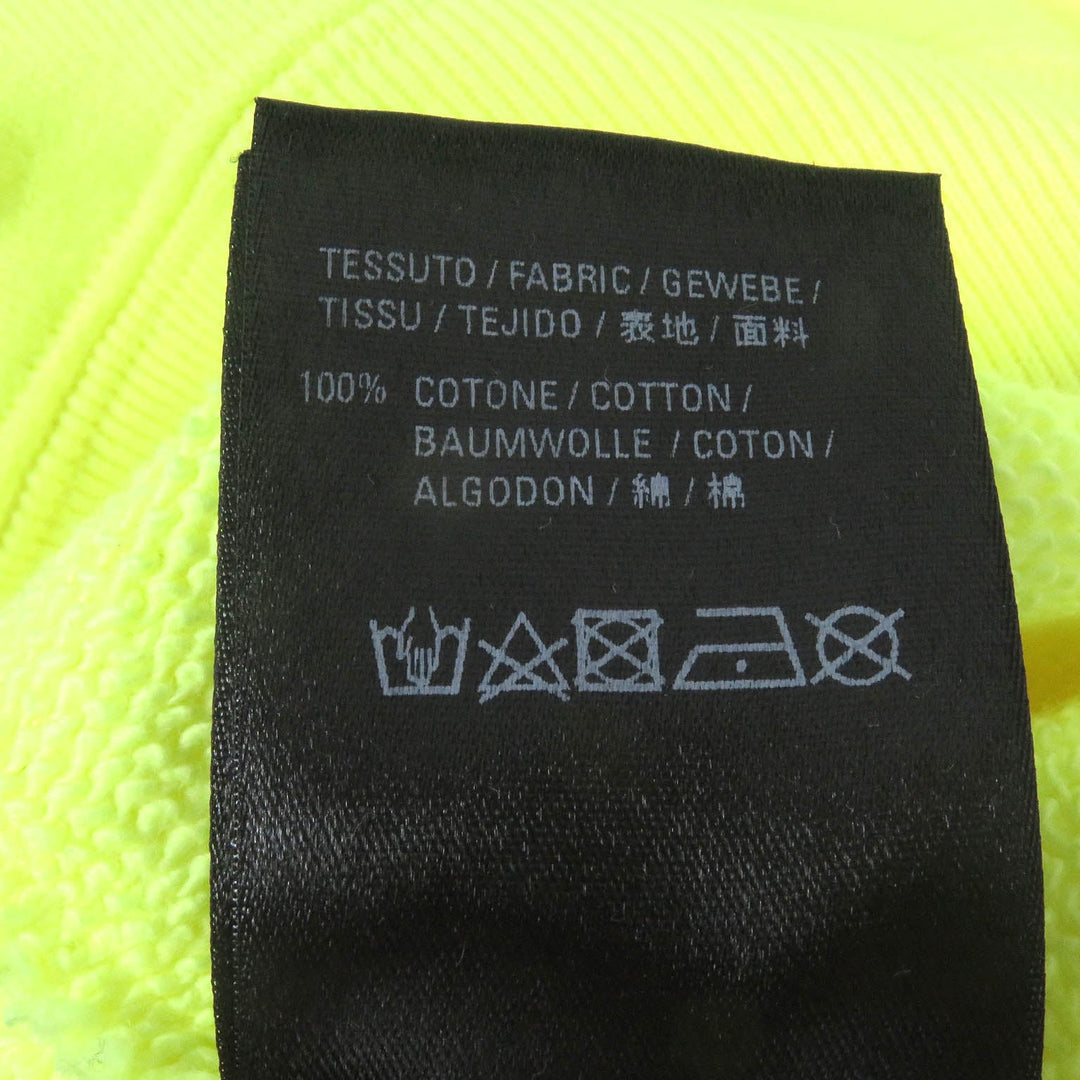 TESSUTO / FABRIC / GEWEBE /
TISSU / TEJIDO / 表地 / 面料
100% COTONE / COTTON /
BAUMWOLLE / COTON /
ALGODON / 綿 / 棉